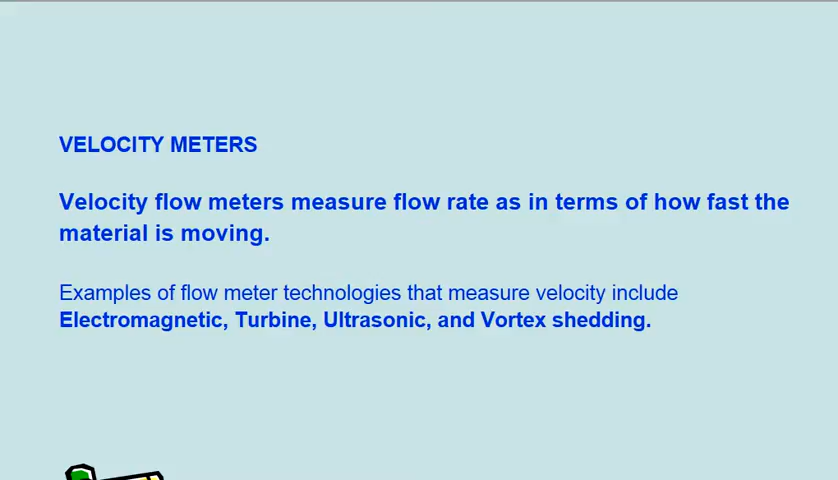 VELOCITY METERS
Velocity flow meters measure flow rate as in terms of how fast the
material is moving.
Examples of flow meter technologies that measure velocity include
Electromagnetic, Turbine, Ultrasonic, and Vortex shedding.